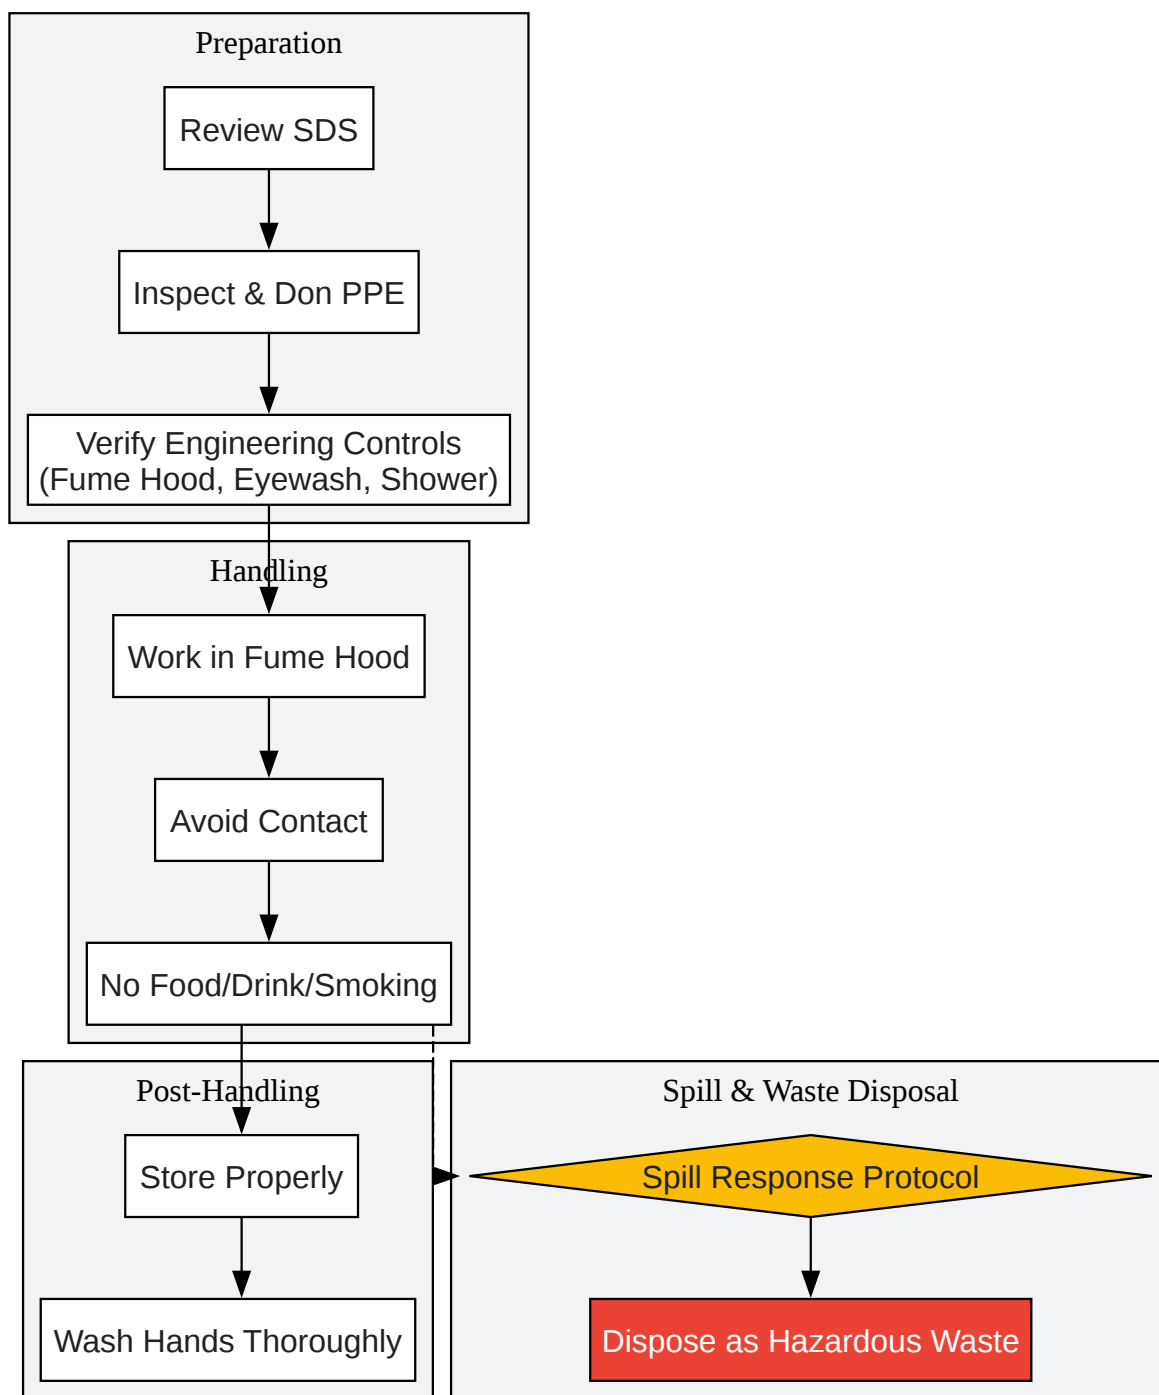 Preparation
Review SDS
Inspect & Don PPE
Verify Engineering Controls
(Fume Hood, Eyewash, Shower)
Handling
Work in Fume Hood
Avoid Contact
No Food/Drink/Smoking
Post-Handling
Store Properly
Wash Hands Thoroughly
Spill & Waste Disposal
Spill Response Protocol
Dispose as Hazardous Waste